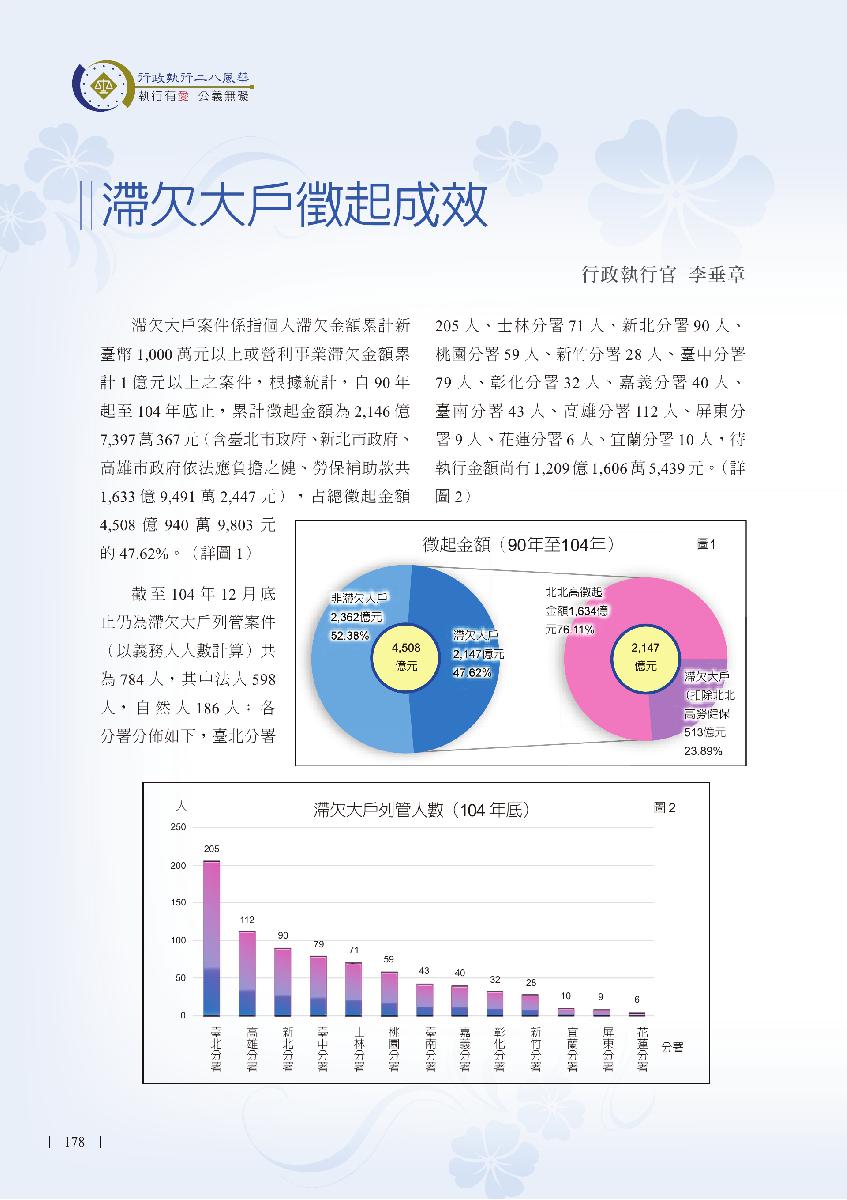 行政執行二八風華
執行有愛 公義無礙
滯欠大戶徵起成效
行政執行官 李垂章
滯欠大戶案件係指個人滯欠金額累計新
臺幣 1,000 萬元以上或營利事業滯欠金額累
計 1 億元以上之案件，根據統計，自 90 年
起至 104 年底止，累計徵起金額為 2,146 億
7,397 萬 367 元（含臺北市政府、新北市政府、
高雄市政府依法應負擔之健、勞保補助款共
1,633 億 9,491 萬 2,447 元），占總徵起金額
4,508 億 940 萬 9,803 元
的 47.62%。（詳圖 1）
截至 104 年 12 月底
止仍為滯欠大戶列管案件
（以義務人人數計算）共
為 784 人，其中法人 598
人，自然人 186 人；各
分署分佈如下，臺北分署
205 人、士林分署 71 人、新北分署 90 人、
桃園分署 59 人、新竹分署 28 人、臺中分署
79 人、彰化分署 32 人、嘉義分署 40 人、
臺南分署 43 人、高雄分署 112 人、屏東分
署 9 人、花蓮分署 6 人、宜蘭分署 10 人，待
執行金額尚有 1,209 億 1,606 萬 5,439 元。（詳
圖 2）
徵起金額（90年至104年）
圖1
非滯欠大戶
2,362億元
52.38%
4,508
億元
滯欠大戶
2,147億元
47.62%
北北高徵起
金額1,634億
元76.11%
2,147
億元
滯欠大戶
（扣除北北
高勞健保
513億元
23.89%
滯欠大戶列管人數（104 年底）
圖 2
人
250
200
150
100
50
0
205
112
90
79
71
59
43
40
32
28
10
9
6
臺北分署
高雄分署
新北分署
臺中分署
士林分署
桃園分署
臺南分署
嘉義分署
彰化分署
新竹分署
宜蘭分署
屏東分署
花蓮分署
分署
178